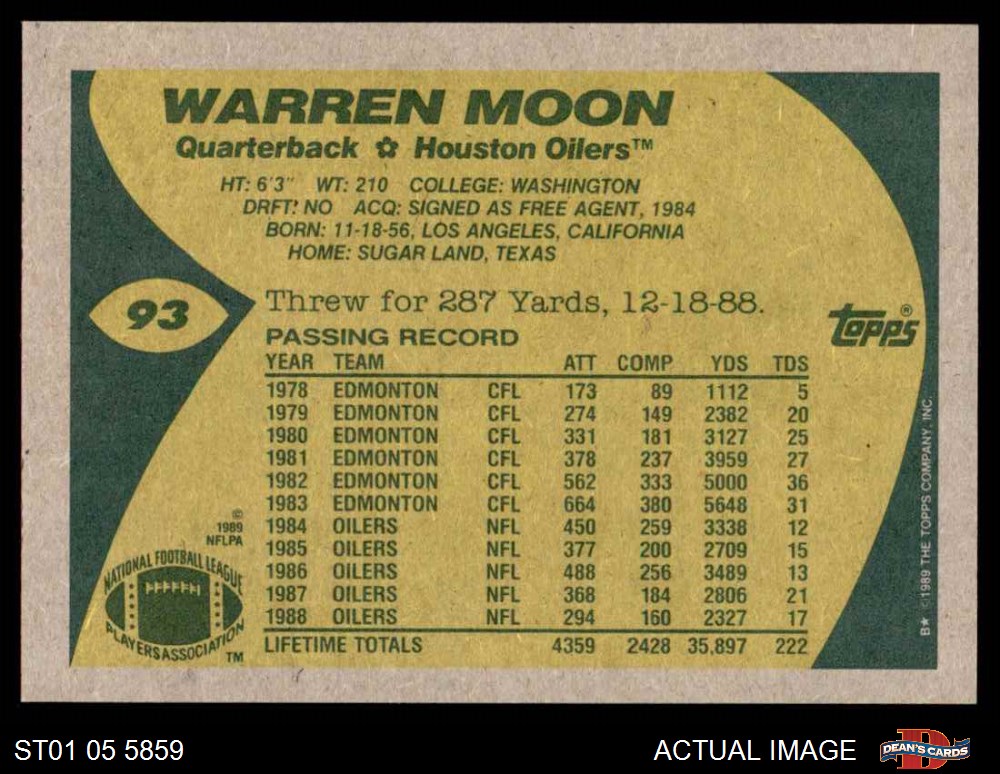 WARREN MOON
Quarterback ✿ Houston Oilers™
HT: 6'3" WT: 210 COLLEGE: WASHINGTON
DRFT: NO ACQ: SIGNED AS FREE AGENT, 1984
BORN: 11-18-56, LOS ANGELES, CALIFORNIA
HOME: SUGAR LAND, TEXAS
93
Threw for 287 Yards, 12-18-88.
topps®
PASSING RECORD
YEAR TEAM ATT COMP YDS TDS
1978 EDMONTON CFL 173 89 1112 5
1979 EDMONTON CFL 274 149 2382 20
1980 EDMONTON CFL 331 181 3127 25
1981 EDMONTON CFL 378 237 3959 27
1982 EDMONTON CFL 562 333 5000 36
1983 EDMONTON CFL 664 380 5648 31
1984 OILERS NFL 450 259 3338 12
1985 OILERS NFL 377 200 2709 15
1986 OILERS NFL 488 256 3489 13
1987 OILERS NFL 368 184 2806 21
1988 OILERS NFL 294 160 2327 17
LIFETIME TOTALS 4359 2428 35,897 222
©
1989
NFLPA
NATIONAL FOOTBALL LEAGUE
PLAYERS ASSOCIATION
TM
B★ ©1989 THE TOPPS COMPANY, INC.
ST01 05 5859
ACTUAL IMAGE
D
DEAN'S CARDS